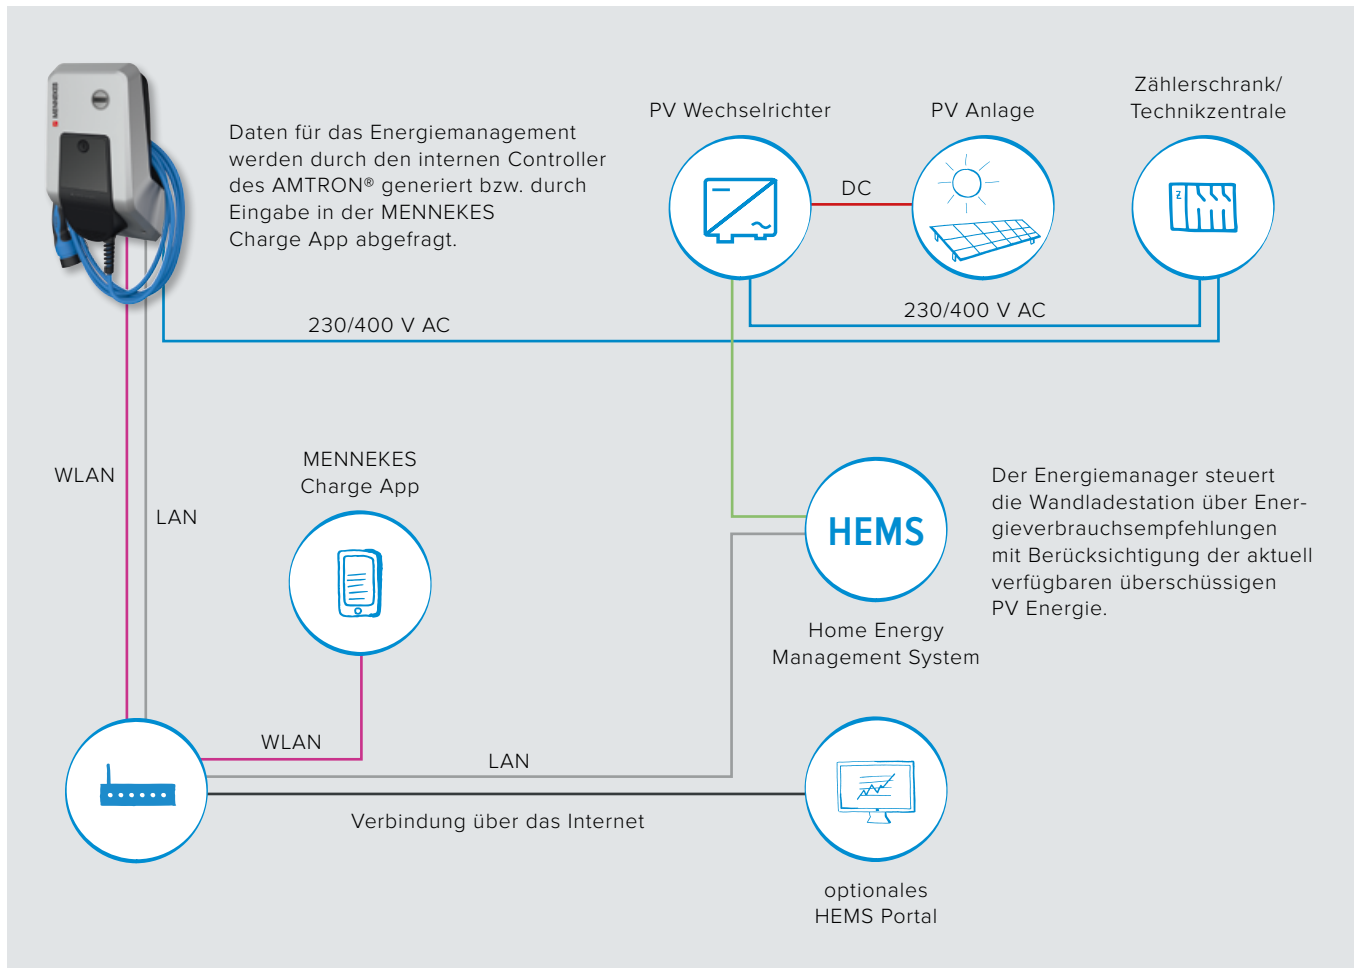 MENNEKES
Daten für das Energiemanagement
werden durch den internen Controller
des AMTRON® generiert bzw. durch
Eingabe in der MENNEKES
Charge App abgefragt.
PV Wechselrichter
PV Anlage
Zählerschrank/
Technikzentrale
DC
Z
230/400 V AC
230/400 V AC
WLAN
LAN
MENNEKES
Charge App
HEMS
Home Energy
Management System
Der Energiemanager steuert
die Wandladestation über Ener-
gieverbrauchsempfehlungen
mit Berücksichtigung der aktuell
verfügbaren überschüssigen
PV Energie.
WLAN
LAN
Verbindung über das Internet
optionales
HEMS Portal